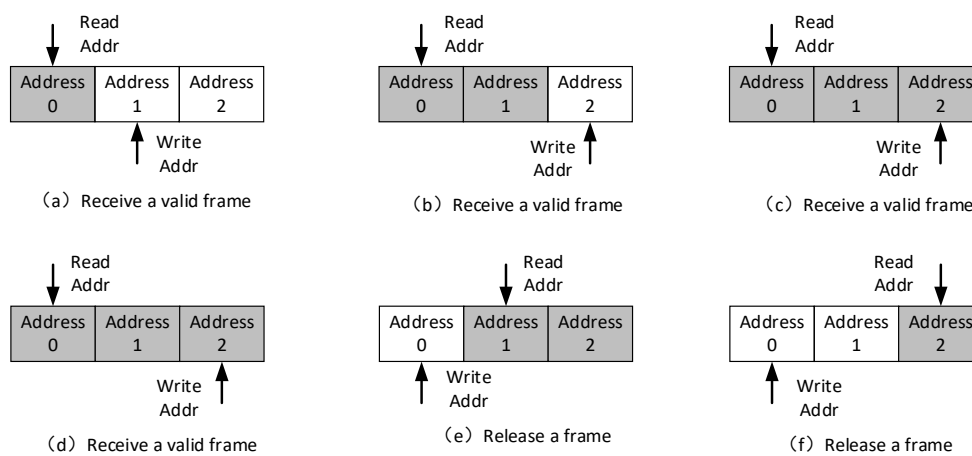 Read
Addr
Address
0
Address
1
Address
2
Write
Addr
（a）Receive a valid frame
Read
Addr
Address
0
Address
1
Address
2
Write
Addr
（b）Receive a valid frame
Read
Addr
Address
0
Address
1
Address
2
Write
Addr
（c）Receive a valid frame
Read
Addr
Address
0
Address
1
Address
2
Write
Addr
（d）Receive a valid frame
Read
Addr
Address
0
Address
1
Address
2
Write
Addr
（e）Release a frame
Read
Addr
Address
0
Address
1
Address
2
Write
Addr
（f）Release a frame